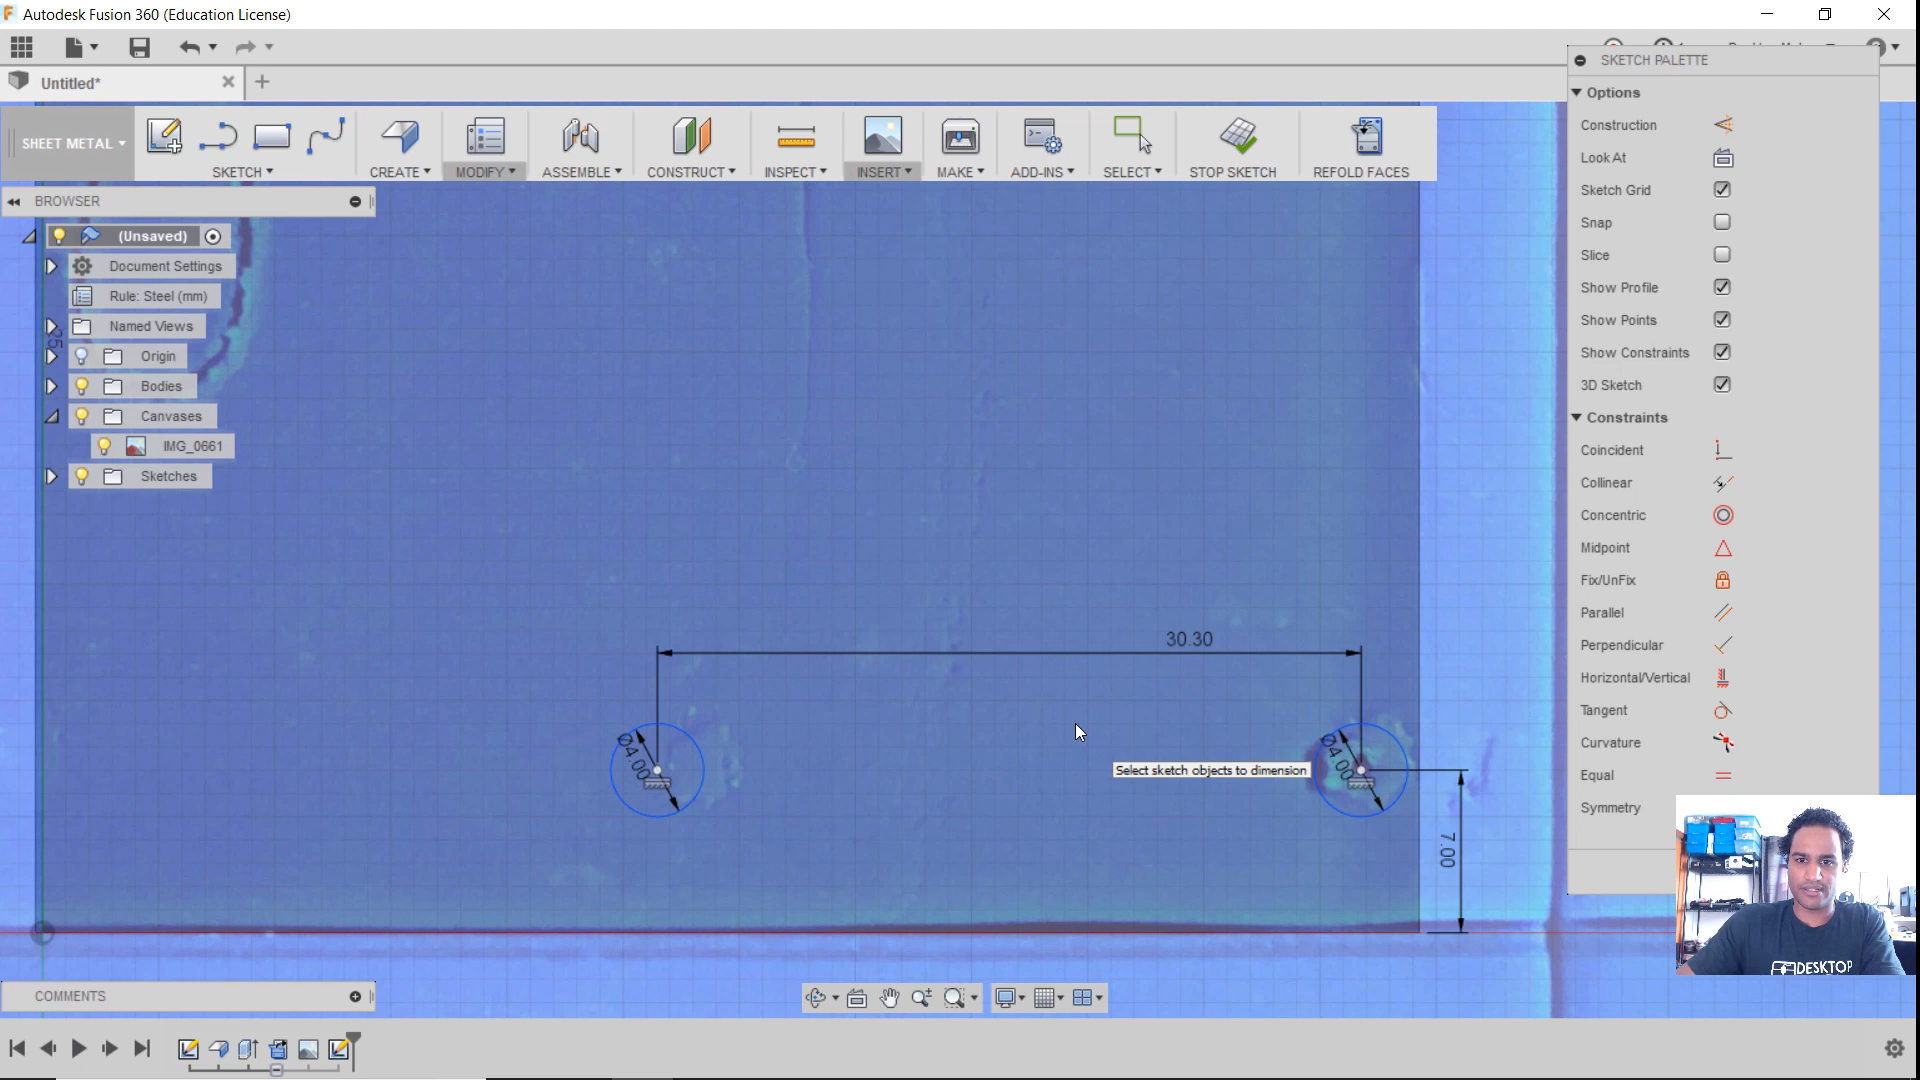 Autodesk Fusion 360 (Education License)
Untitled*
SKETCH PALETTE
Options
Construction
Look At
Sketch Grid
Snap
Slice
Show Profile
Show Points
Show Constraints
3D Sketch
Constraints
Coincident
Collinear
Concentric
Midpoint
Fix/UnFix
Parallel
Perpendicular
Horizontal/Vertical
Tangent
Curvature
Equal
Symmetry
SHEET METAL
SKETCH
CREATE
MODIFY
ASSEMBLE
CONSTRUCT
INSPECT
INSERT
MAKE
ADD-INS
SELECT
STOP SKETCH
REFOLD FACES
BROWSER
(Unsaved)
Document Settings
Rule: Steel (mm)
Named Views
Origin
Bodies
Canvases
IMG_0661
Sketches
25
30.30
Ø4.00
Ø4.00
7.00
Select sketch objects to dimension
DESKTOP
COMMENTS